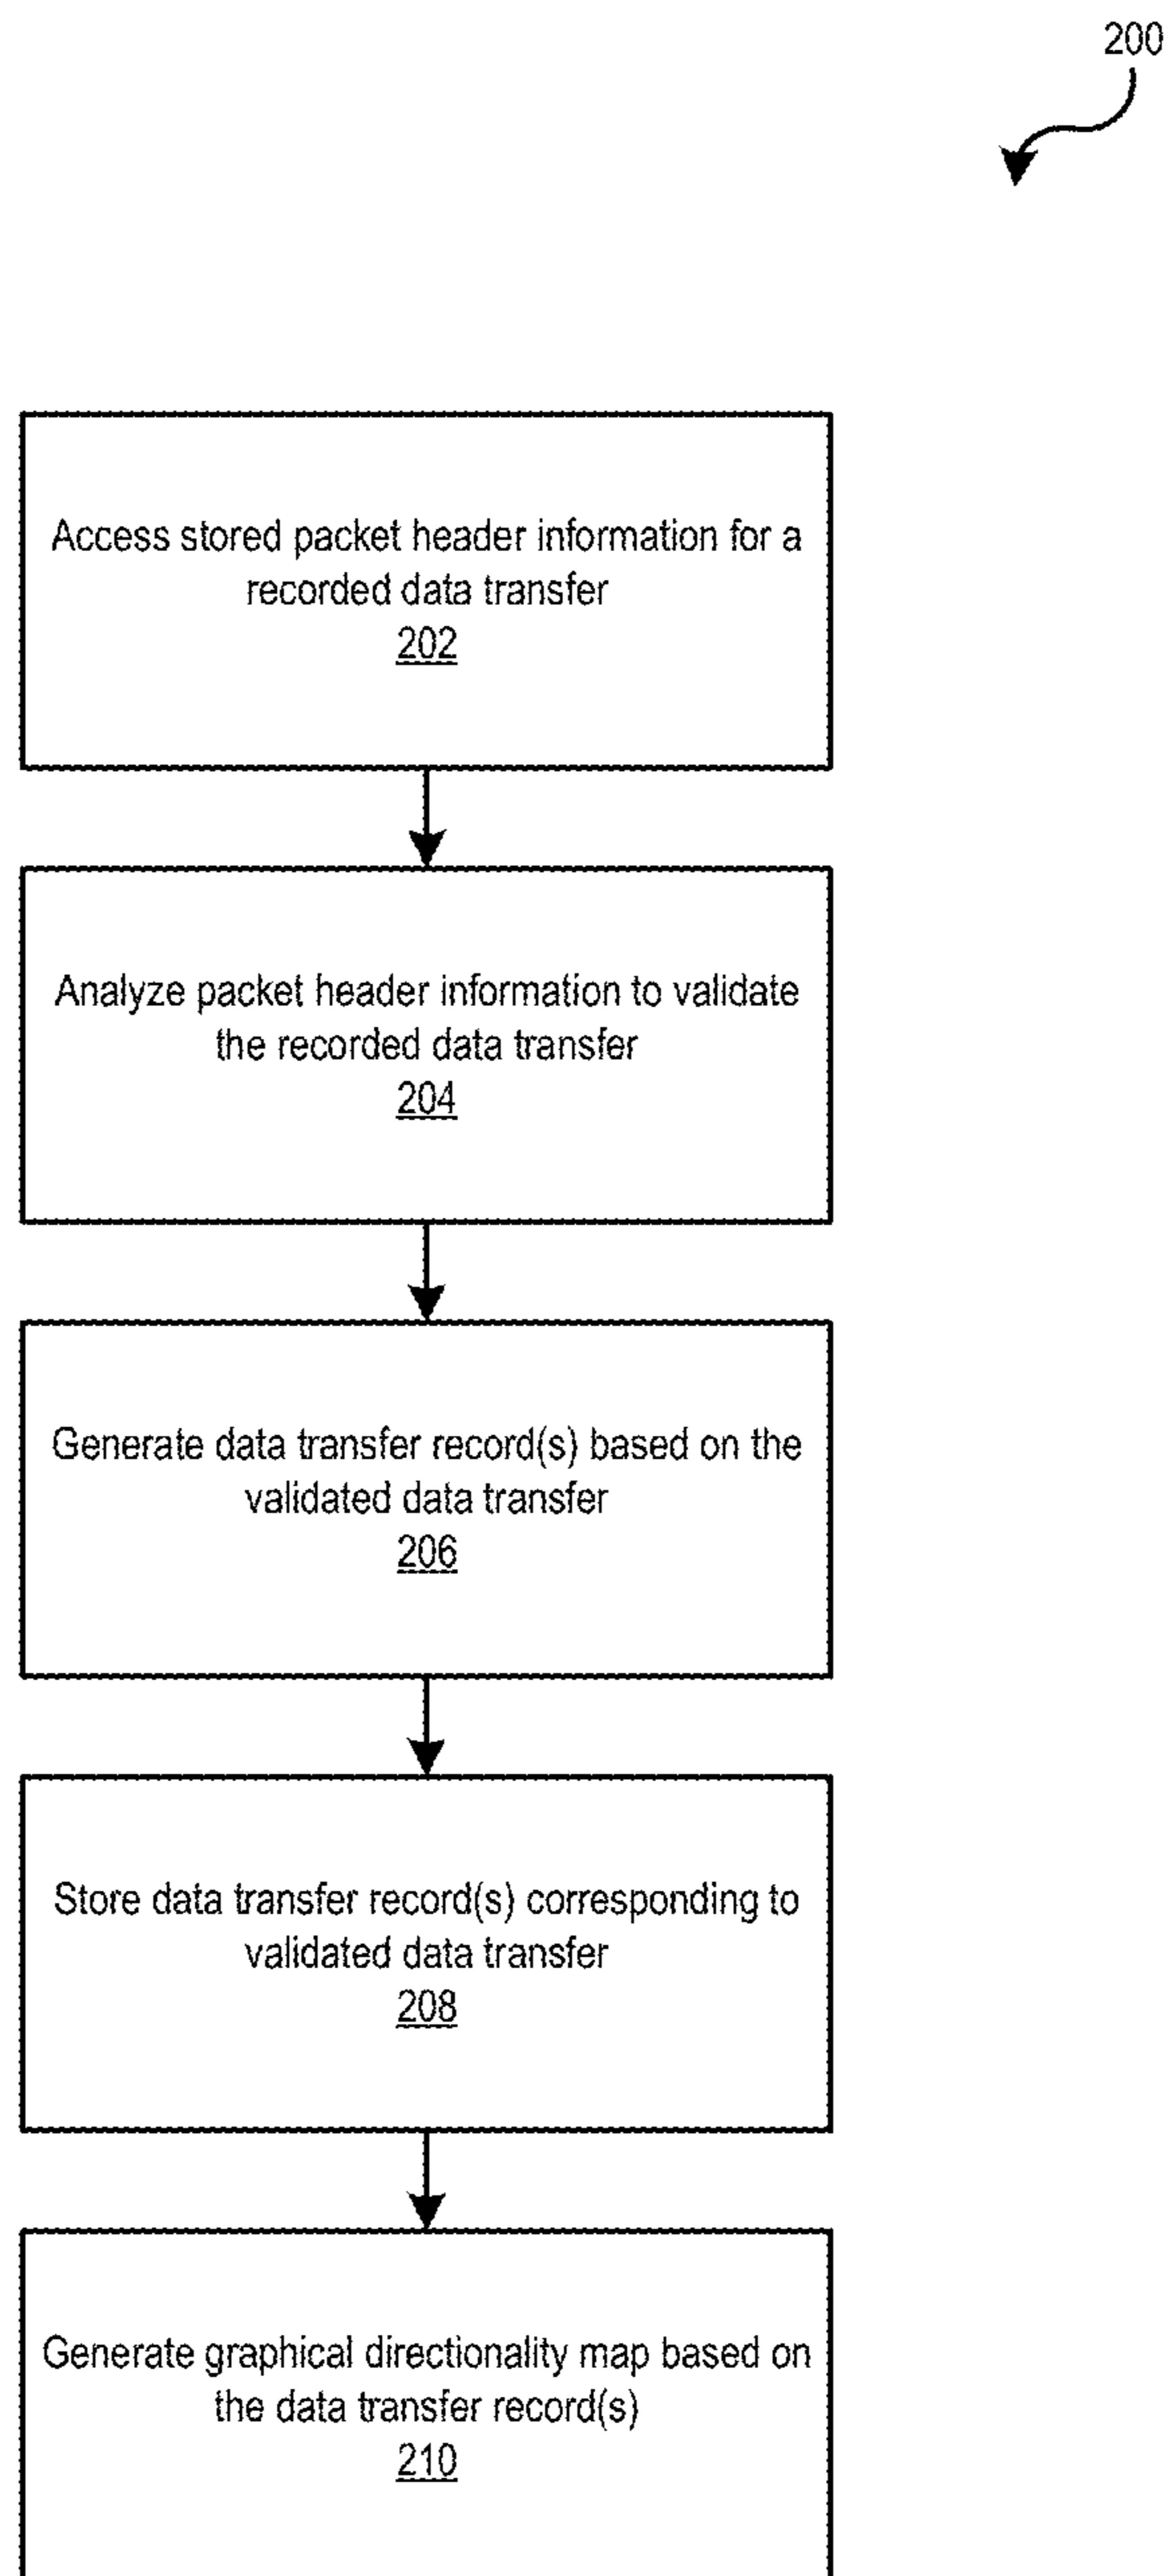 200
Access stored packet header information for a
recorded data transfer
202
Analyze packet header information to validate
the recorded data transfer
204
Generate data transfer record(s) based on the
validated data transfer
206
Store data transfer record(s) corresponding to
validated data transfer
208
Generate graphical directionality map based on
the data transfer record(s)
210